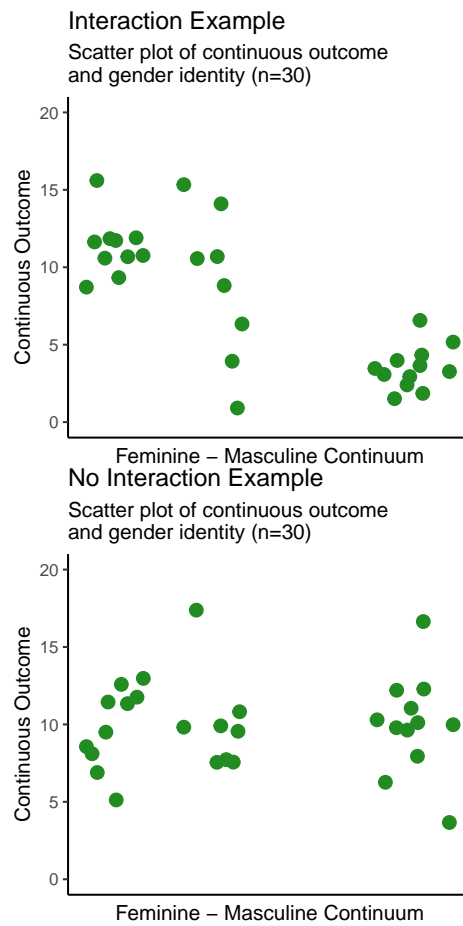 Interaction Example
Scatter plot of continuous outcome
and gender identity (n=30)
20
15
10
5
0
Continuous Outcome
Feminine − Masculine Continuum
No Interaction Example
Scatter plot of continuous outcome
and gender identity (n=30)
20
15
10
5
0
Continuous Outcome
Feminine − Masculine Continuum